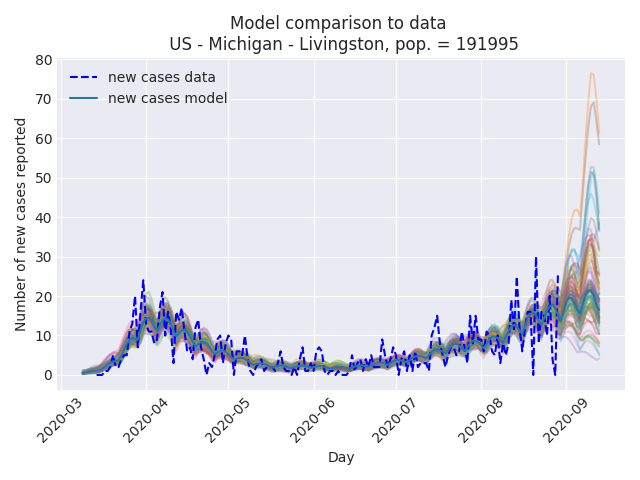 Model comparison to data
US - Michigan - Livingston, pop. = 191995
new cases data
new cases model
Number of new cases reported
80
70
60
50
40
30
20
10
0
2020-03
2020-04
2020-05
2020-06
2020-07
2020-08
2020-09
Day